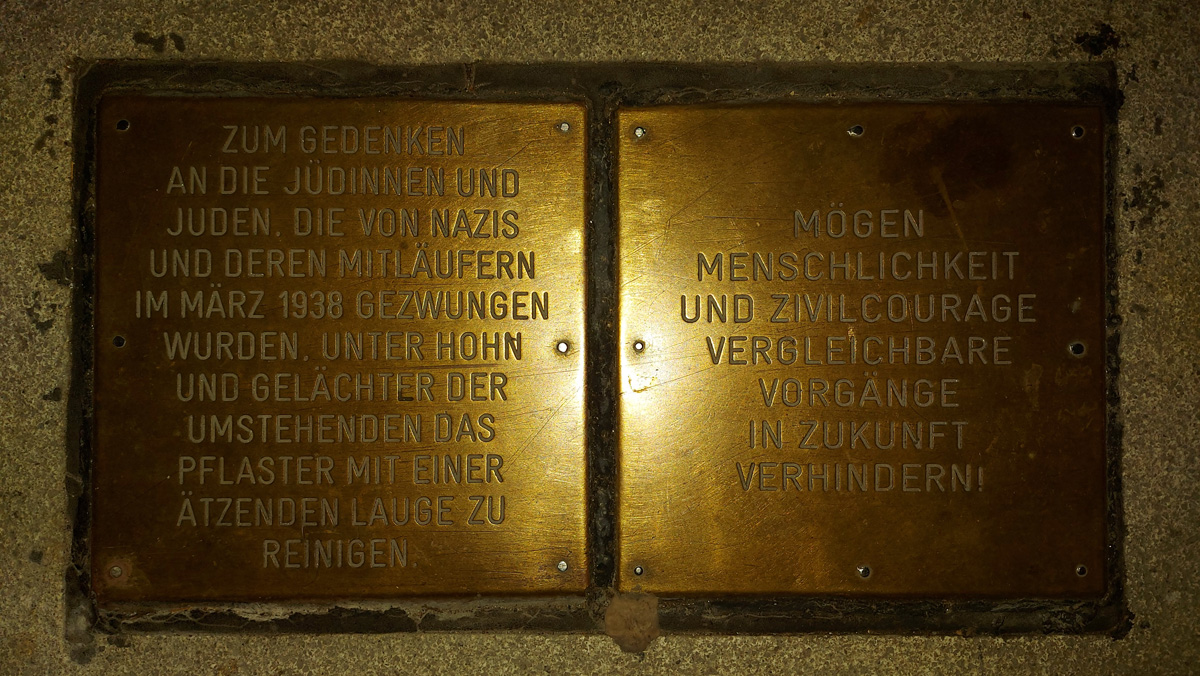 ZUM GEDENKEN
AN DIE JÜDINNEN UND
JUDEN, DIE VON NAZIS
UND DEREN MITLÄUFERN
IM MÄRZ 1938 GEZWUNGEN
WURDEN, UNTER HOHN
UND GELÄCHTER DER
UMSTEHENDEN DAS
PFLASTER MIT EINER
ÄTZENDEN LAUGE ZU
REINIGEN.
MÖGEN
MENSCHLICHKEIT
UND ZIVILCOURAGE
VERGLEICHBARE
VORGÄNGE
IN ZUKUNFT
VERHINDERN!